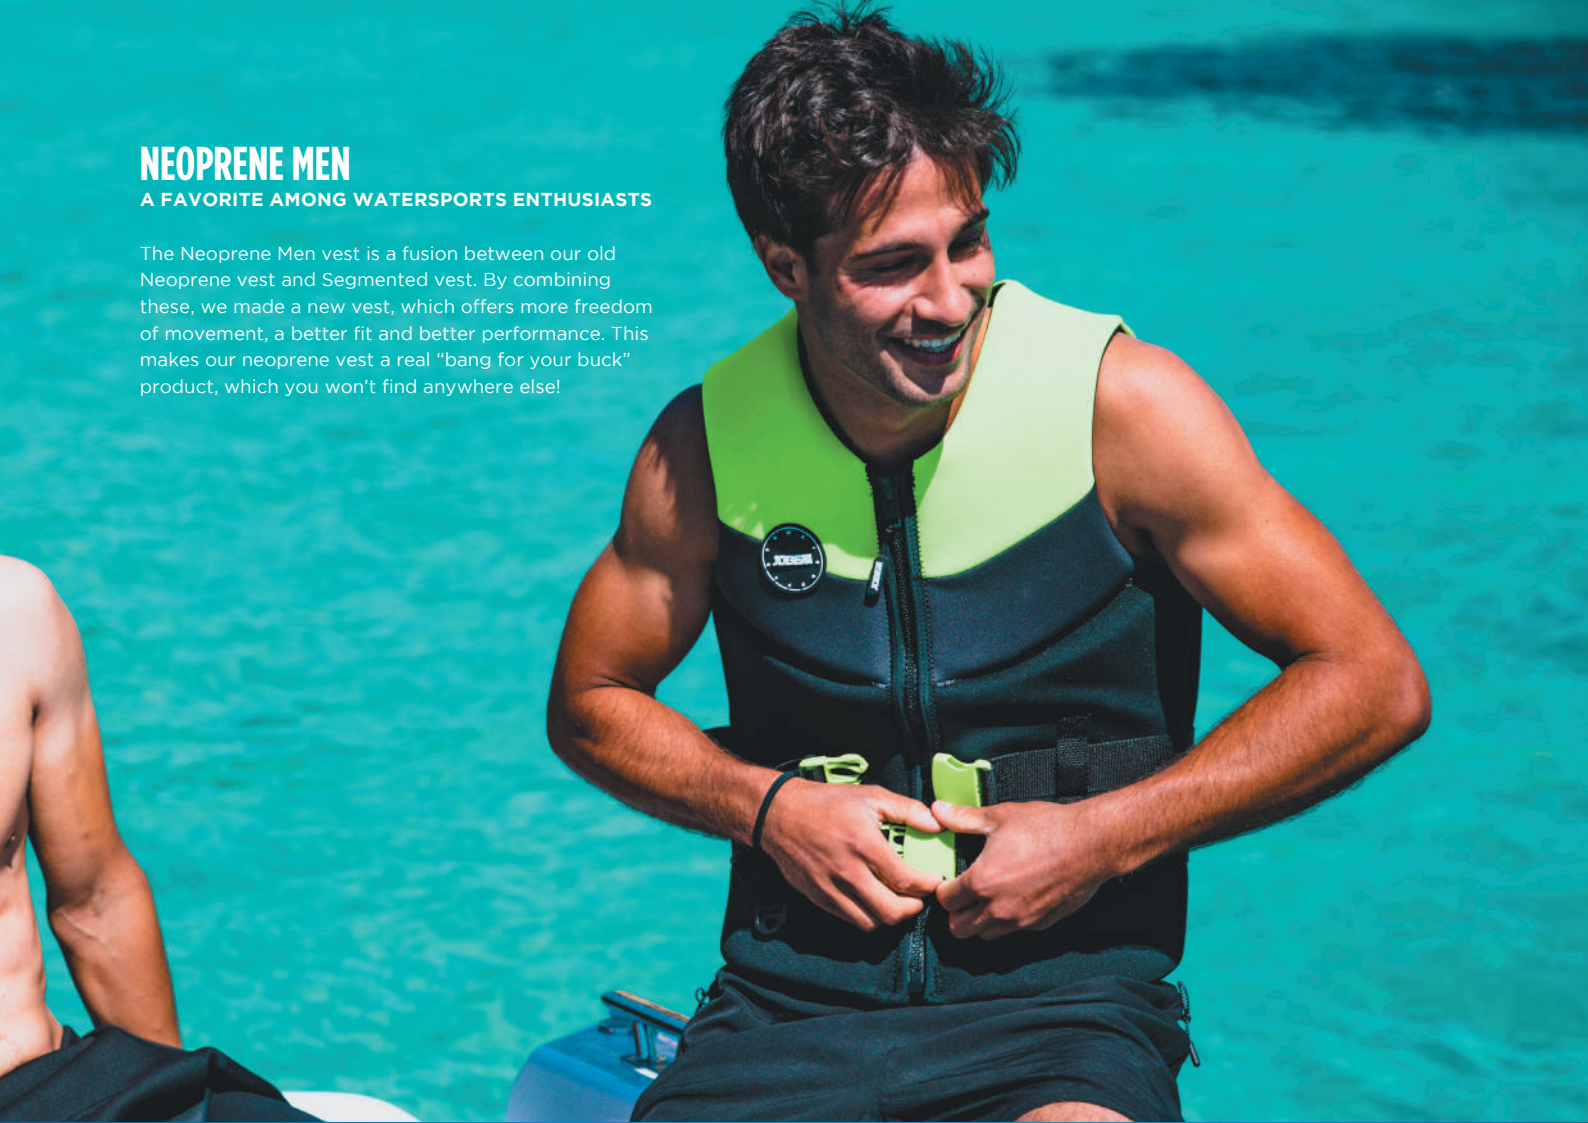 NEOPRENE MEN
A FAVORITE AMONG WATERSPORTS ENTHUSIASTS
The Neoprene Men vest is a fusion between our old
Neoprene vest and Segmented vest. By combining
these, we made a new vest, which offers more freedom
of movement, a better fit and better performance. This
makes our neoprene vest a real “bang for your buck”
product, which you won’t find anywhere else!
JOBE